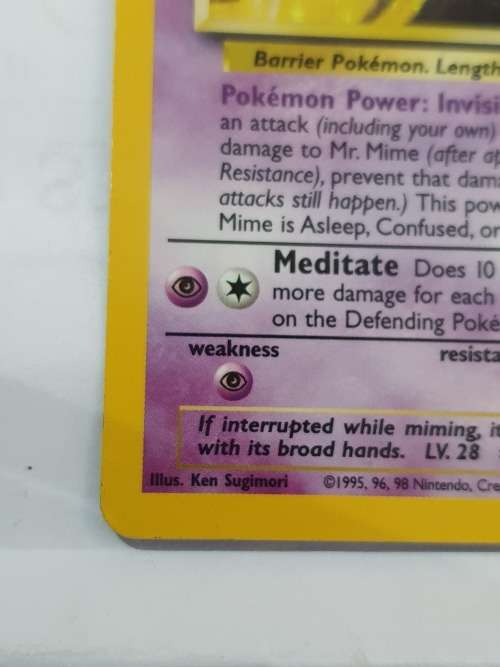 Barrier Pokémon. Length
Pokémon Power: Invisi
an attack (including your own)
damage to Mr. Mime (after ap
Resistance), prevent that dam
attacks still happen.) This pow
Mime is Asleep, Confused, or
Meditate Does 10
more damage for each
on the Defending Poké
weakness
resista
If interrupted while miming, it
with its broad hands. LV. 28
Illus. Ken Sugimori ©1995, 96, 98 Nintendo, Cre